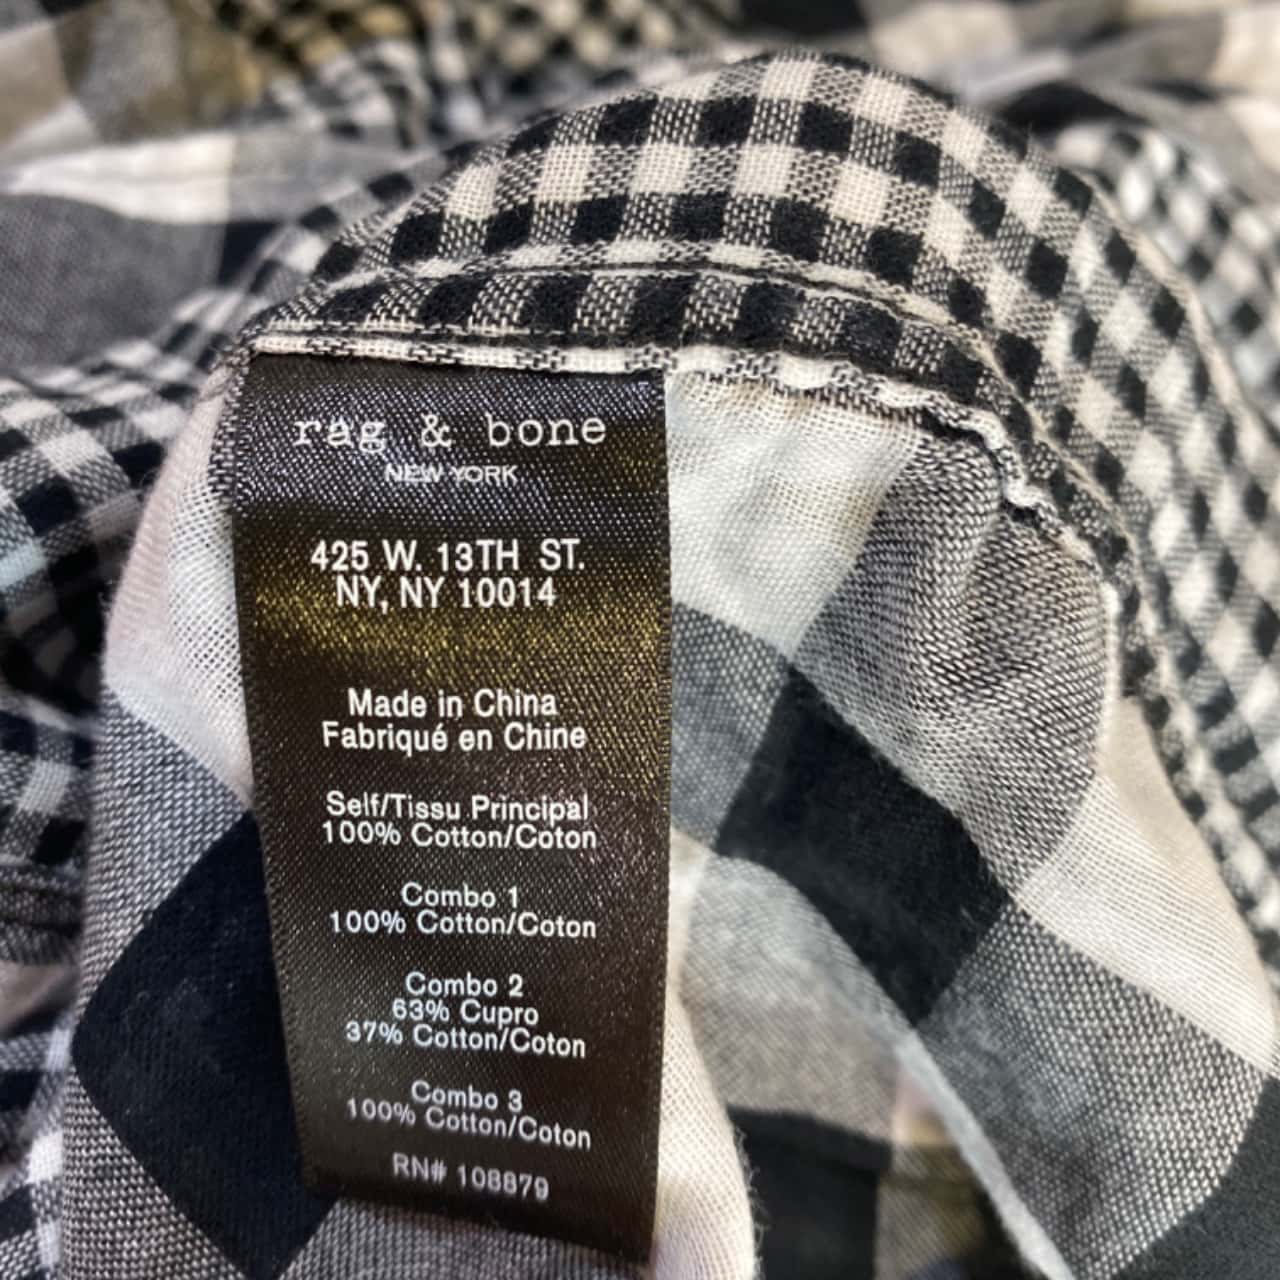 rag & bone
NEW YORK
425 W. 13TH ST.
NY, NY 10014
Made in China
Fabriqué en Chine
Self/Tissu Principal
100% Cotton/Coton
Combo 1
100% Cotton/Coton
Combo 2
63% Cupro
37% Cotton/Coton
Combo 3
100% Cotton/Coton
RN# 108879